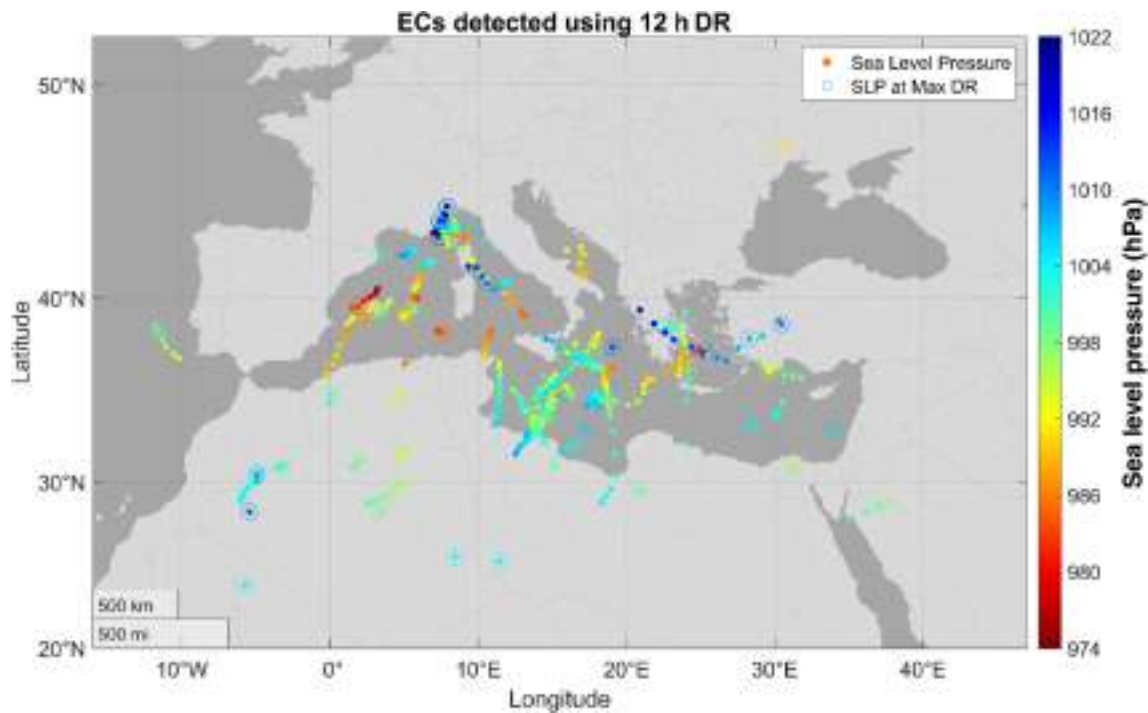 ECs detected using 12 h DR
Sea Level Pressure
SLP at Max DR
50°N
40°N
30°N
20°N
Latitude
500 km
500 mi
10°W
0°
10°E
20°E
30°E
40°E
Longitude
1022
1016
1010
1004
998
992
986
980
974
Sea level pressure (hPa)